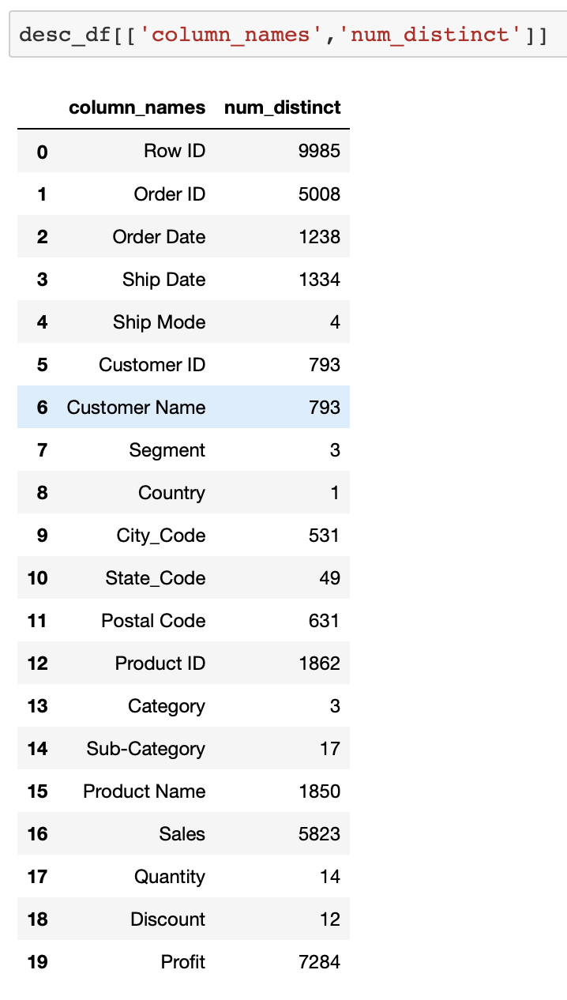 desc_df[['column_names','num_distinct']]
column_names num_distinct
0 Row ID 9985
1 Order ID 5008
2 Order Date 1238
3 Ship Date 1334
4 Ship Mode 4
5 Customer ID 793
6 Customer Name 793
7 Segment 3
8 Country 1
9 City_Code 531
10 State_Code 49
11 Postal Code 631
12 Product ID 1862
13 Category 3
14 Sub-Category 17
15 Product Name 1850
16 Sales 5823
17 Quantity 14
18 Discount 12
19 Profit 7284